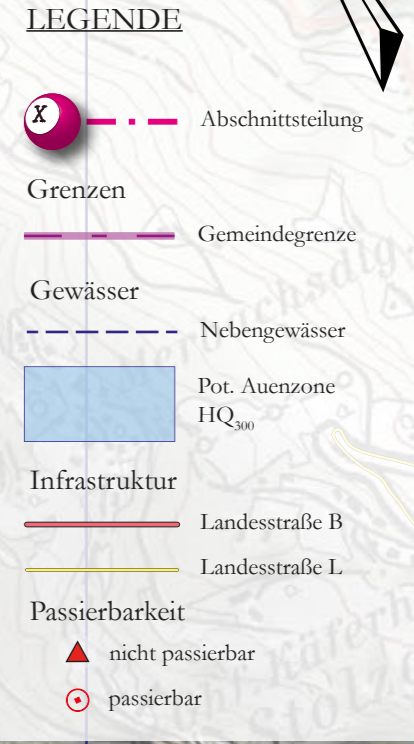 LEGENDE
X
Abschnittsteilung
Grenzen
Gemeindegrenze
Gewässer
Nebengewässer
Pot. Auenzone
HQ300
Infrastruktur
Landesstraße B
Landesstraße L
Passierbarkeit
nicht passierbar
passierbar